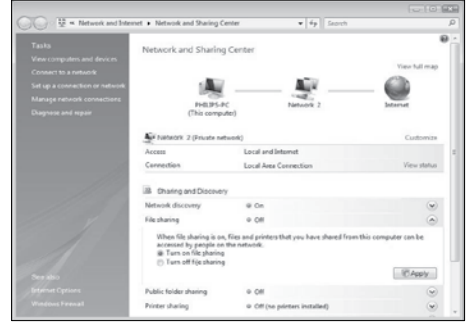 Network and Internet ▸ Network and Sharing Center
Search
Tasks
View computers and devices
Connect to a network
Set up a connection or network
Manage network connections
Diagnose and repair
See also
Internet Options
Windows Firewall
Network and Sharing Center
View full map
PHILIPS-PC
(This computer)
Network 2
Internet
Network 2 (Private network)
Customize
Access
Local and Internet
Connection
Local Area Connection
View status
Sharing and Discovery
Network discovery
On
File sharing
Off
When file sharing is on, files and printers that you have shared from this computer can be
accessed by people on the network.
Turn on file sharing
Turn off file sharing
Apply
Public folder sharing
Off
Printer sharing
Off (no printers installed)